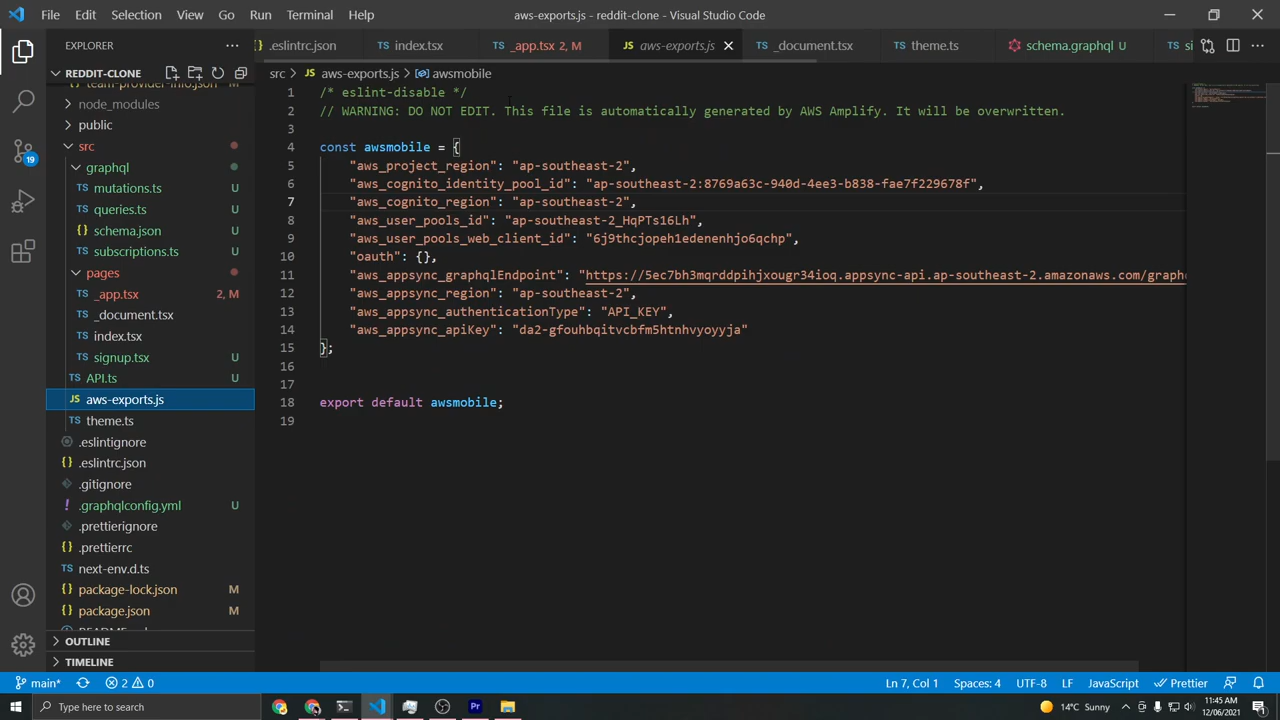 File Edit Selection View Go Run Terminal Help
aws-exports.js - reddit-clone - Visual Studio Code
EXPLORER
.eslintrc.json
index.tsx
_app.tsx 2, M
aws-exports.js
_document.tsx
theme.ts
schema.graphql U
REDDIT-CLONE
src > aws-exports.js > awsmobile
team-provider-info.json
node_modules
public
src
graphql
mutations.ts U
queries.ts U
schema.json U
subscriptions.ts U
pages
_app.tsx 2, M
_document.tsx U
index.tsx U
signup.tsx U
API.ts U
aws-exports.js
theme.ts U
.eslintignore
.eslintrc.json
.gitignore
.graphqlconfig.yml U
.prettierignore
.prettierrc
next-env.d.ts
package-lock.json M
package.json M
OUTLINE
TIMELINE
19
1 /* eslint-disable */
2 // WARNING: DO NOT EDIT. This file is automatically generated by AWS Amplify. It will be overwritten.
3
4 const awsmobile = {
5 "aws_project_region": "ap-southeast-2",
6 "aws_cognito_identity_pool_id": "ap-southeast-2:8769a63c-940d-4ee3-b838-fae7f229678f",
7 "aws_cognito_region": "ap-southeast-2",
8 "aws_user_pools_id": "ap-southeast-2_HqPTs16Lh",
9 "aws_user_pools_web_client_id": "6j9thcjopeh1edenenhjo6qchp",
10 "oauth": {},
11 "aws_appsync_graphqlEndpoint": "https://5ec7bh3mqrddpihjxougr34ioq.appsync-api.ap-southeast-2.amazonaws.com/graph
12 "aws_appsync_region": "ap-southeast-2",
13 "aws_appsync_authenticationType": "API_KEY",
14 "aws_appsync_apiKey": "da2-gfouhbqitvcbfm5htnhvyoyyja"
15 };
16
17
18 export default awsmobile;
19
main* 2 0
Ln 7, Col 1 Spaces: 4 UTF-8 LF JavaScript Prettier
Type here to search
14°C Sunny
11:45 AM
12/06/2021